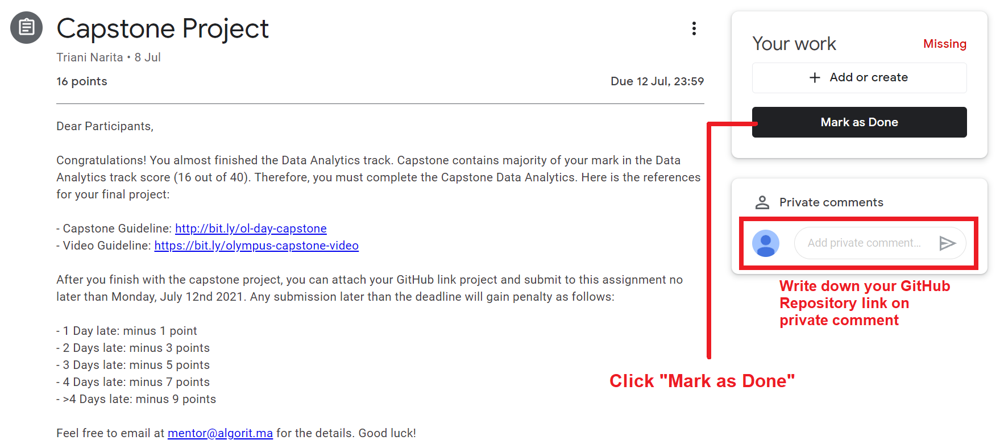 Capstone Project
Triani Narita • 8 Jul
16 points
Due 12 Jul, 23:59
Dear Participants,
Congratulations! You almost finished the Data Analytics track. Capstone contains majority of your mark in the Data
Analytics track score (16 out of 40). Therefore, you must complete the Capstone Data Analytics. Here is the references
for your final project:
- Capstone Guideline: http://bit.ly/ol-day-capstone
- Video Guideline: https://bit.ly/olympus-capstone-video
After you finish with the capstone project, you can attach your GitHub link project and submit to this assignment no
later than Monday, July 12nd 2021. Any submission later than the deadline will gain penalty as follows:
- 1 Day late: minus 1 point
- 2 Days late: minus 3 points
- 3 Days late: minus 5 points
- 4 Days late: minus 7 points
- >4 Days late: minus 9 points
Feel free to email at mentor@algorit.ma for the details. Good luck!
Your work
Missing
+ Add or create
Mark as Done
Private comments
Add private comment...
Write down your GitHub
Repository link on
private comment
Click "Mark as Done"